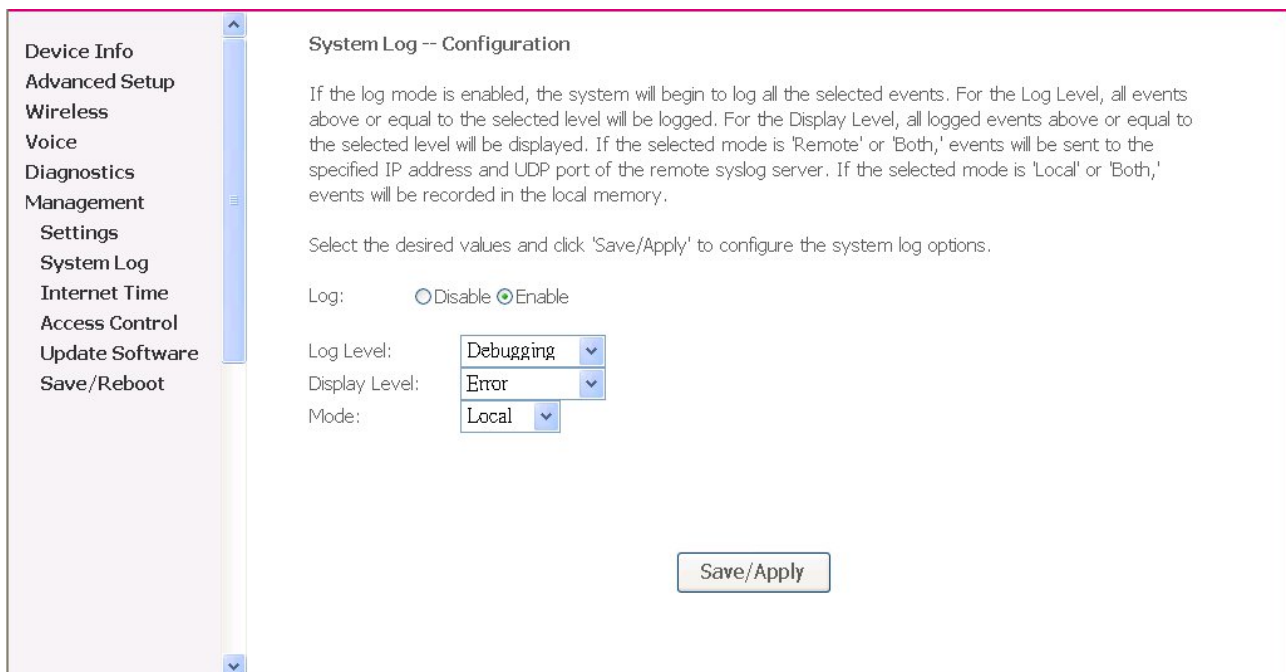 Device Info
Advanced Setup
Wireless
Voice
Diagnostics
Management
Settings
System Log
Internet Time
Access Control
Update Software
Save/Reboot
System Log -- Configuration
If the log mode is enabled, the system will begin to log all the selected events. For the Log Level, all events
above or equal to the selected level will be logged. For the Display Level, all logged events above or equal to
the selected level will be displayed. If the selected mode is 'Remote' or 'Both,' events will be sent to the
specified IP address and UDP port of the remote syslog server. If the selected mode is 'Local' or 'Both,'
events will be recorded in the local memory.
Select the desired values and click 'Save/Apply' to configure the system log options.
Log: Disable Enable
Log Level: Debugging
Display Level: Error
Mode: Local
Save/Apply